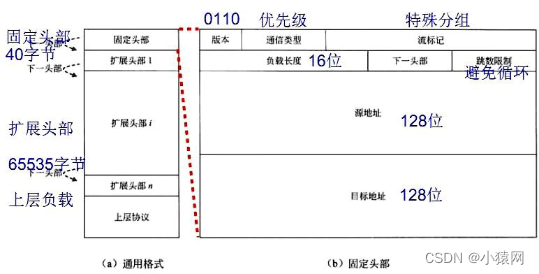 0110 优先级 特殊分组
固定头部
40字节
固定头部
下一头部
扩展头部 1
下一头部
扩展头部
扩展头部 i
65535字节
下一头部
扩展头部 n
上层负载
上层协议
(a) 通用格式
版本 通信类型 流标记
负载长度 16位 下一头部 跳数限制
避免循环
源地址 128位
目标地址 128位
(b) 固定头部
CSDN @小猿网